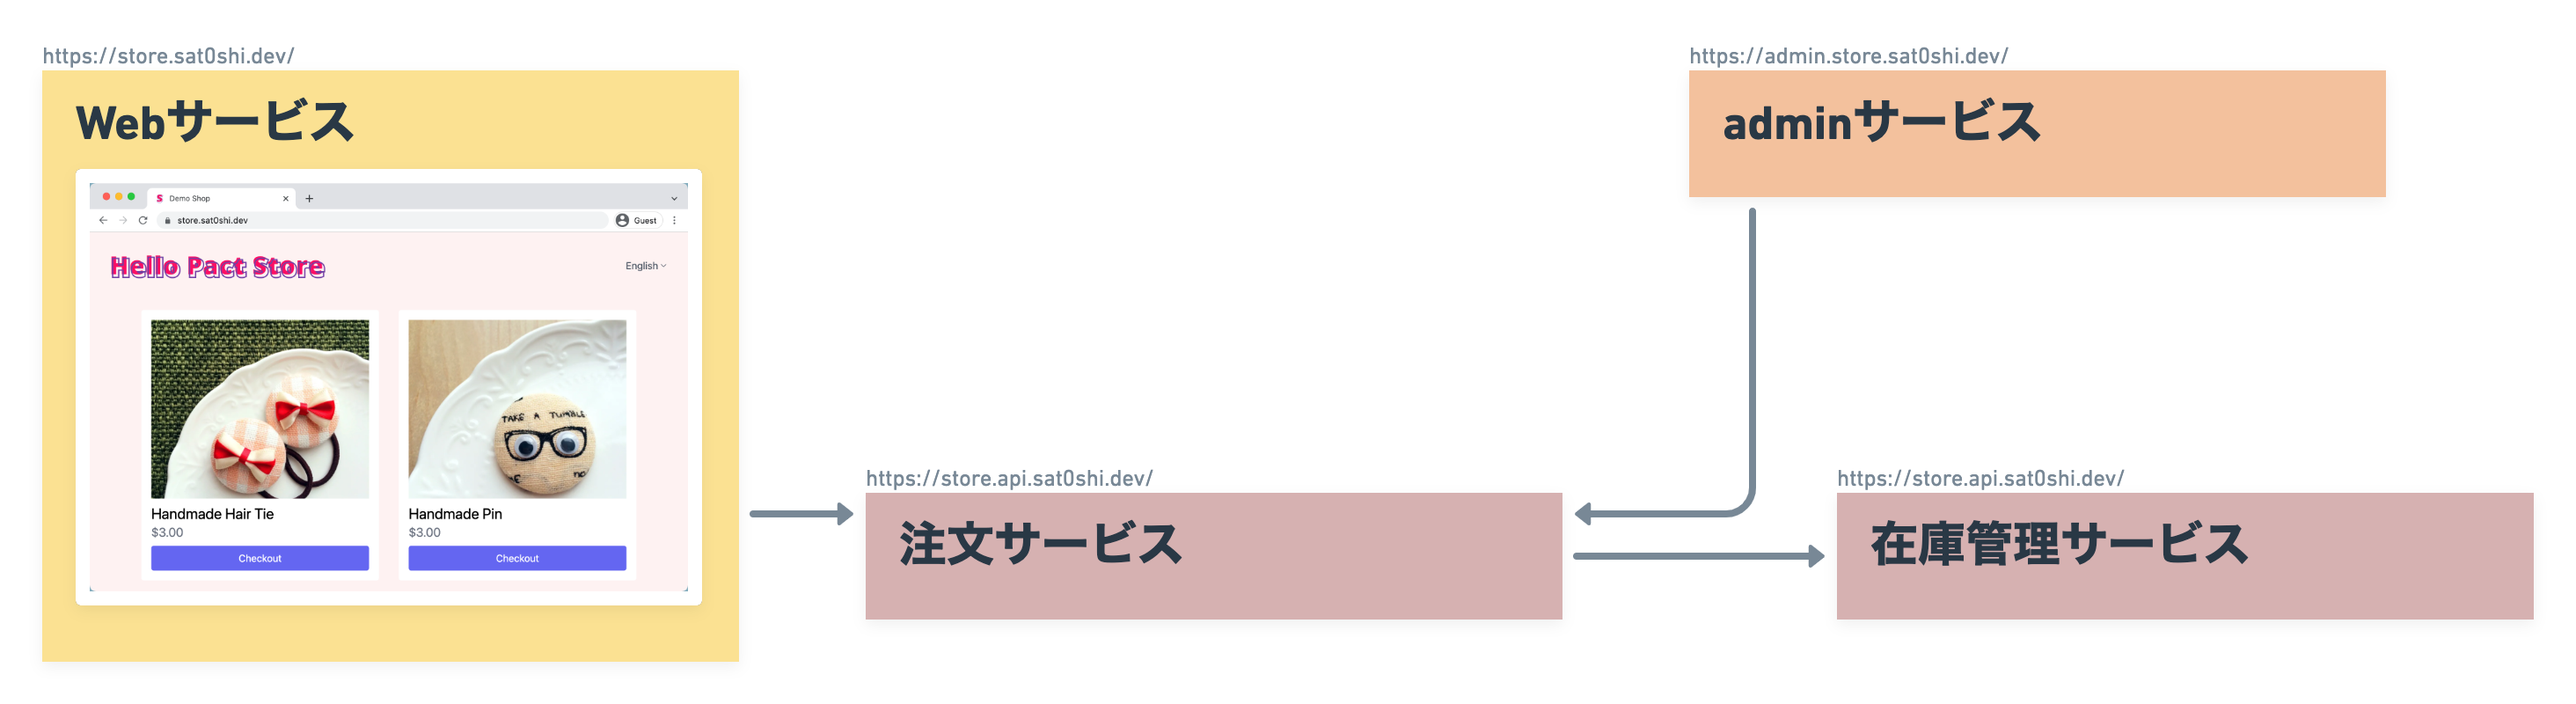 https://store.sat0shi.dev/
Webサービス
Demo Shop
store.sat0shi.dev
Guest
Hello Pact Store
English
TAKE A TUMBLE
Handmade Hair Tie
$3.00
Checkout
Handmade Pin
$3.00
Checkout
https://admin.store.sat0shi.dev/
adminサービス
https://store.api.sat0shi.dev/
注文サービス
https://store.api.sat0shi.dev/
在庫管理サービス